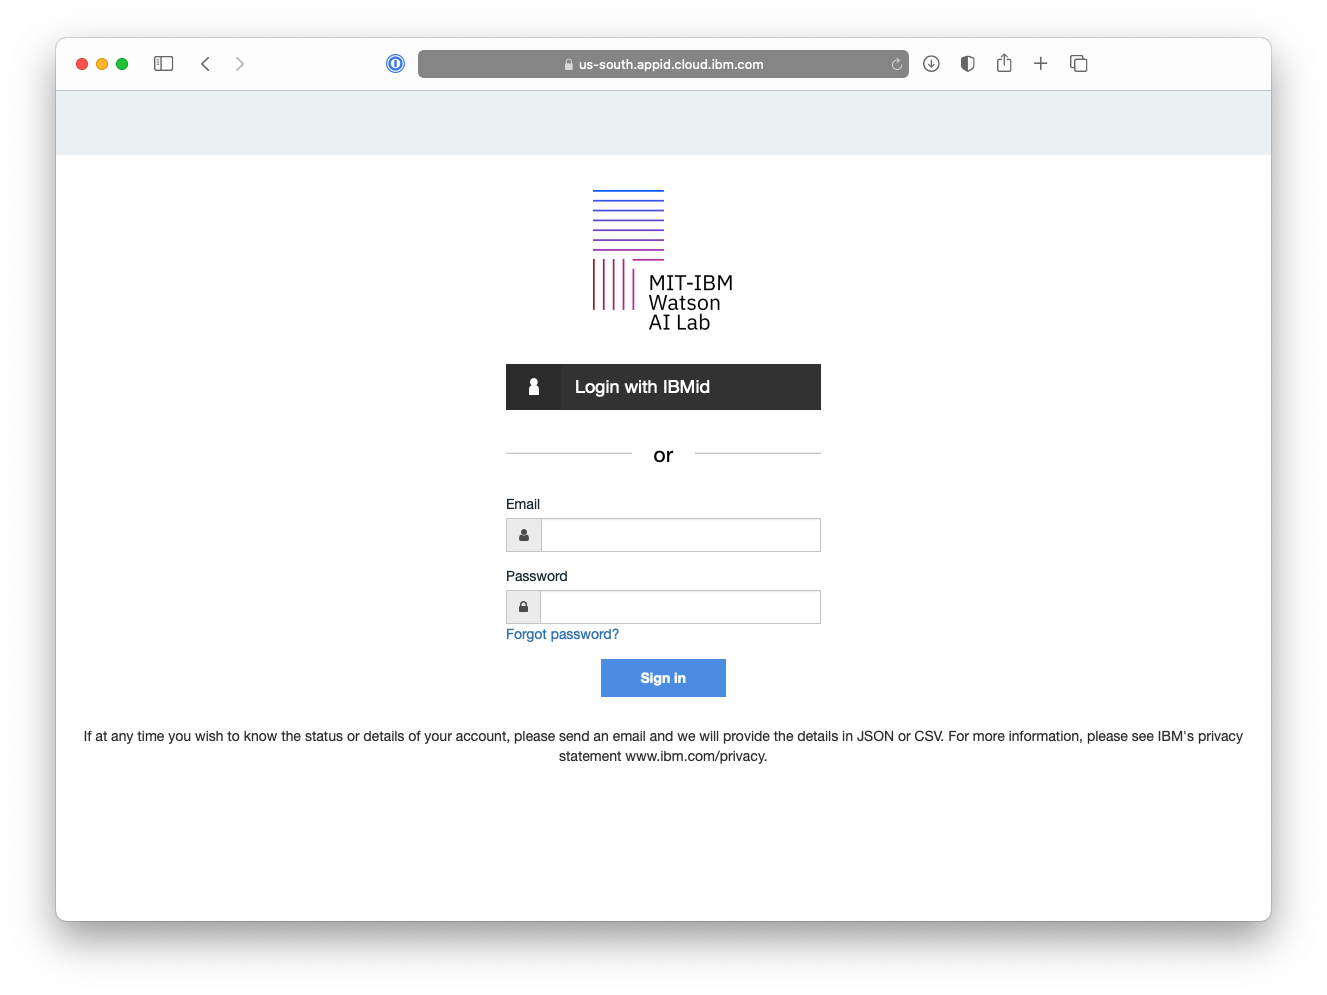 us-south.appid.cloud.ibm.com
MIT-IBM
Watson
AI Lab
Login with IBMid
or
Email
Password
Forgot password?
Sign in
If at any time you wish to know the status or details of your account, please send an email and we will provide the details in JSON or CSV. For more information, please see IBM's privacy
statement www.ibm.com/privacy.